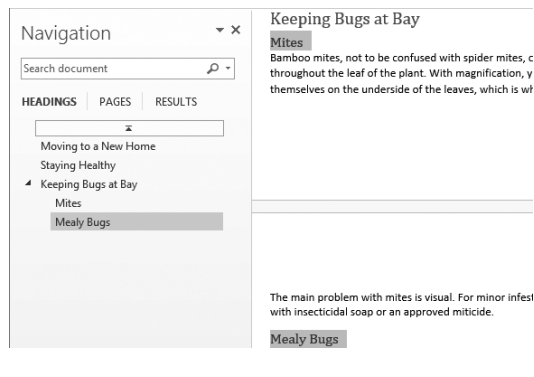 Navigation
Search document
HEADINGS PAGES RESULTS
Moving to a New Home
Staying Healthy
Keeping Bugs at Bay
Mites
Mealy Bugs
Keeping Bugs at Bay
Mites
Bamboo mites, not to be confused with spider mites,
throughout the leaf of the plant. With magnification,
themselves on the underside of the leaves, which is
The main problem with mites is visual. For minor
with insecticidal soap or an approved miticide.
Mealy Bugs